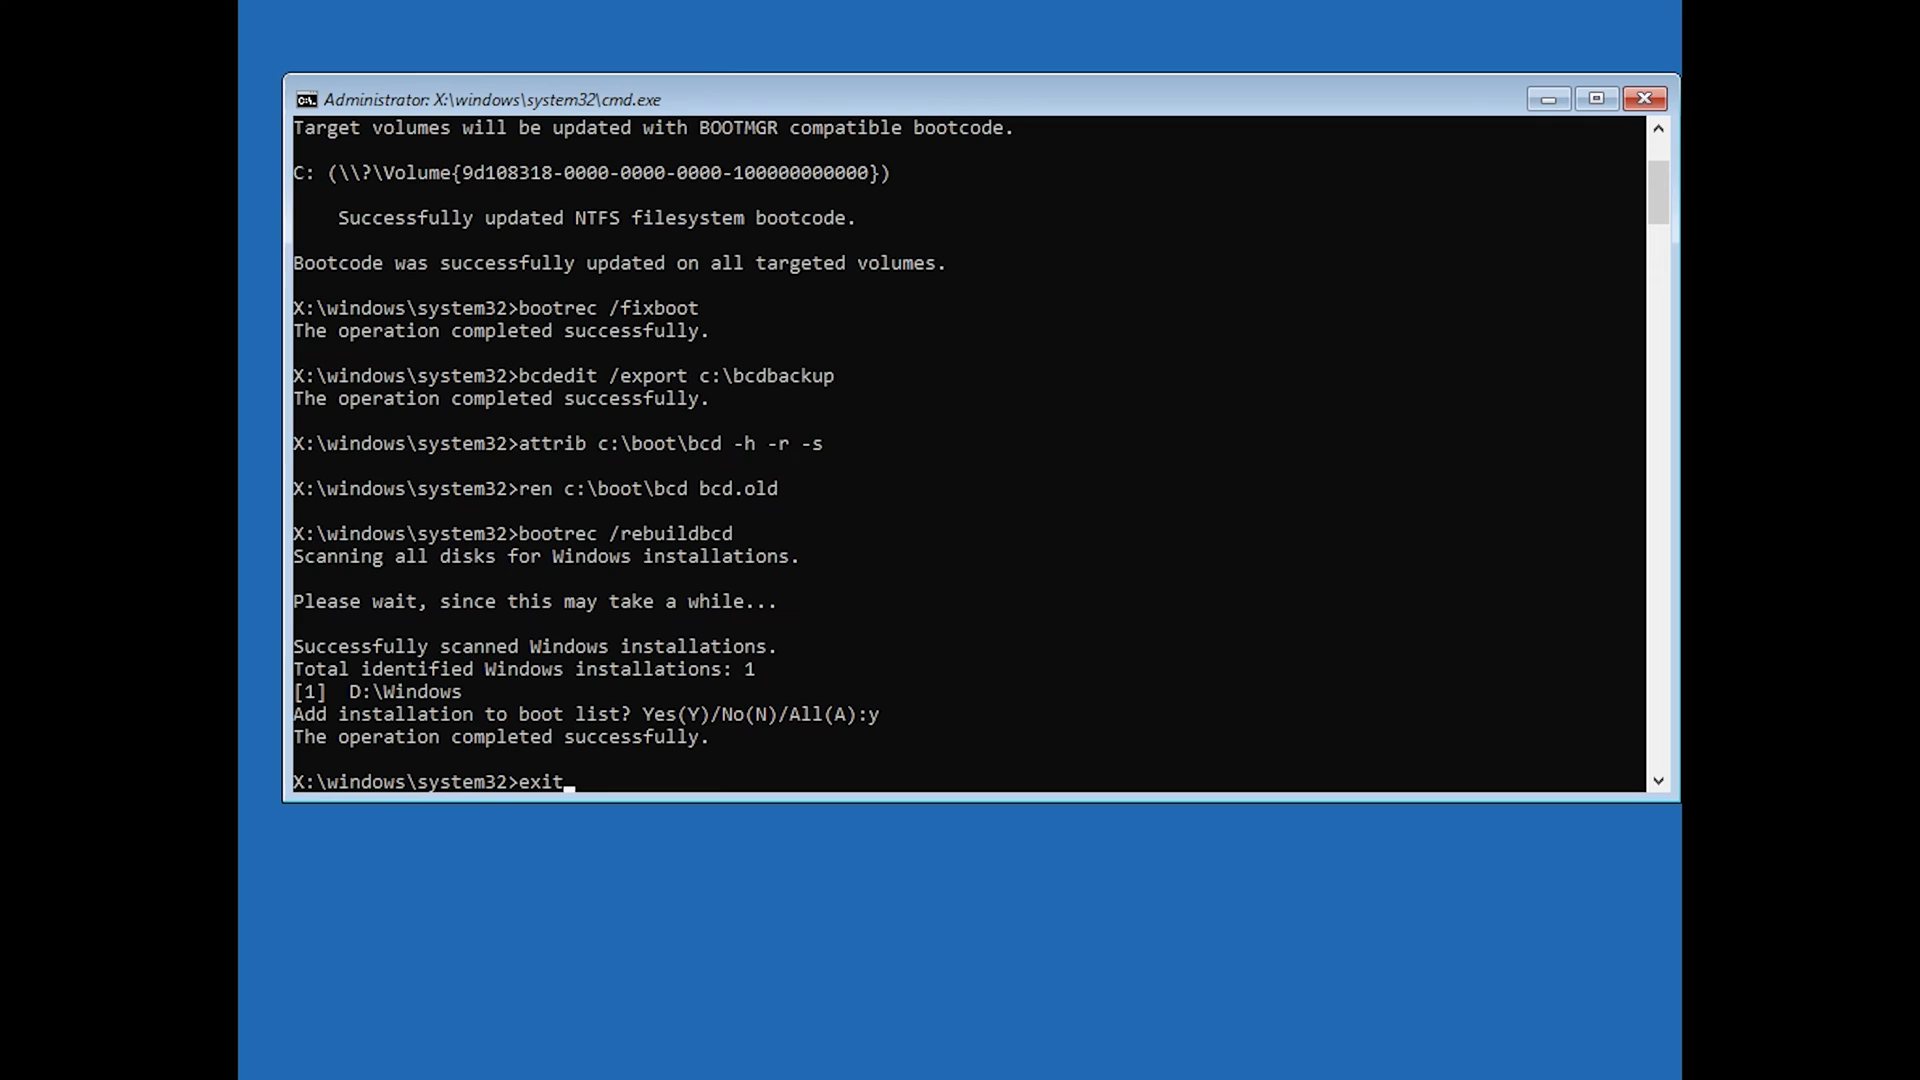 Administrator: X:\windows\system32\cmd.exe
Target volumes will be updated with BOOTMGR compatible bootcode.
C: (\\?\Volume{9d108318-0000-0000-0000-100000000000})
Successfully updated NTFS filesystem bootcode.
Bootcode was successfully updated on all targeted volumes.
X:\windows\system32>bootrec /fixboot
The operation completed successfully.
X:\windows\system32>bcdedit /export c:\bcdbackup
The operation completed successfully.
X:\windows\system32>attrib c:\boot\bcd -h -r -s
X:\windows\system32>ren c:\boot\bcd bcd.old
X:\windows\system32>bootrec /rebuildbcd
Scanning all disks for Windows installations.
Please wait, since this may take a while...
Successfully scanned Windows installations.
Total identified Windows installations: 1
[1]  D:\Windows
Add installation to boot list? Yes(Y)/No(N)/All(A):y
The operation completed successfully.
X:\windows\system32>exit